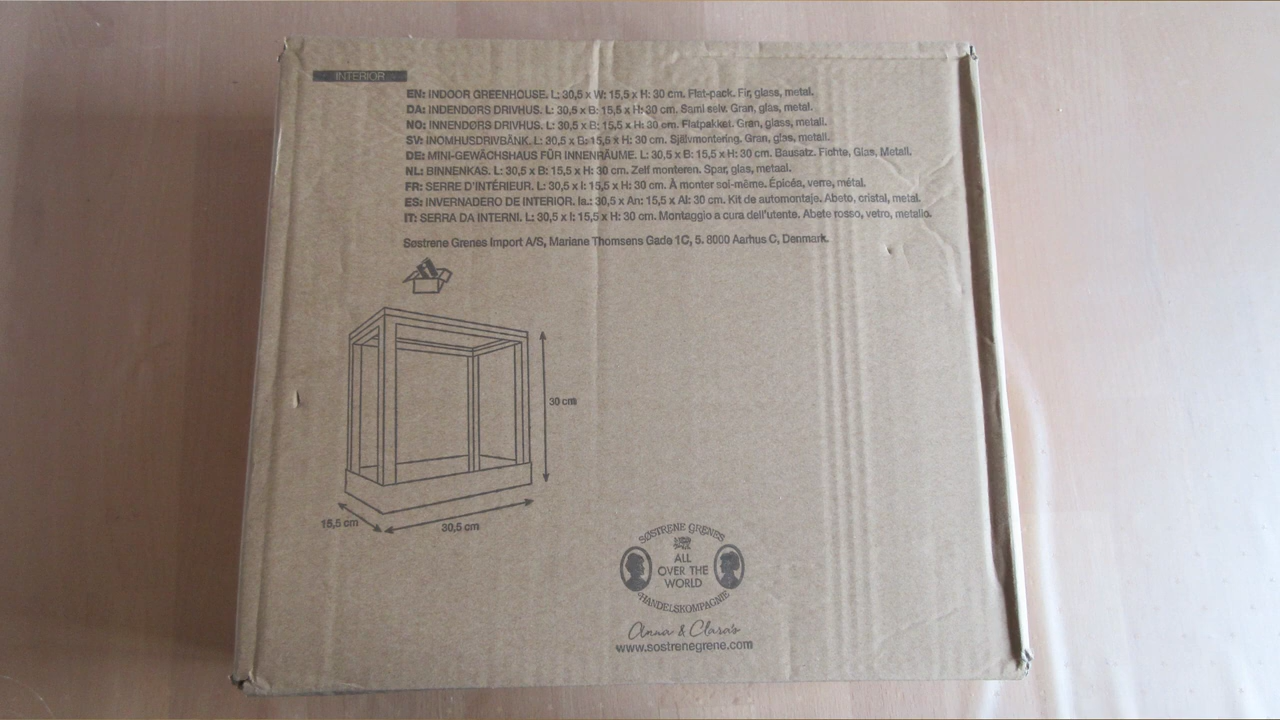 INTERIOR
EN: INDOOR GREENHOUSE. L: 30,5 x W: 15,5 x H: 30 cm. Flat-pack. Fir, glass, metal.
DA: INDENDØRS DRIVHUS. L: 30,5 x B: 15,5 x H: 30 cm. Saml selv. Gran, glas, metal.
NO: INNENDØRS DRIVHUS. L: 30,5 x B: 15,5 x H: 30 cm. Flatpakket. Gran, glass, metall.
SV: INOMHUSDRIVBÄNK. L: 30,5 x B: 15,5 x H: 30 cm. Självmontering. Gran, glas, metall.
DE: MINI-GEWÄCHSHAUS FÜR INNENRÄUME. L: 30,5 x B: 15,5 x H: 30 cm. Bausatz. Fichte, Glas, Metall.
NL: BINNENKAS. L: 30,5 x B: 15,5 x H: 30 cm. Zelf monteren. Spar, glas, metaal.
FR: SERRE D'INTÉRIEUR. L: 30,5 x l: 15,5 x H: 30 cm. À monter soi-même. Épicéa, verre, métal.
ES: INVERNADERO DE INTERIOR. la.: 30,5 x An: 15,5 x Al: 30 cm. Kit de automontaje. Abeto, cristal, metal.
IT: SERRA DA INTERNI. L: 30,5 x l: 15,5 x H: 30 cm. Montaggio a cura dell'utente. Abete rosso, vetro, metallo.
Søstrene Grenes Import A/S, Mariane Thomsens Gade 1C, 5. 8000 Aarhus C, Denmark.
30 cm
15,5 cm
30,5 cm
SØSTRENE GRENES
ALL
OVER THE
WORLD
HANDELSKOMPAGNIE
Anna & Clara's
www.sostrenegrene.com